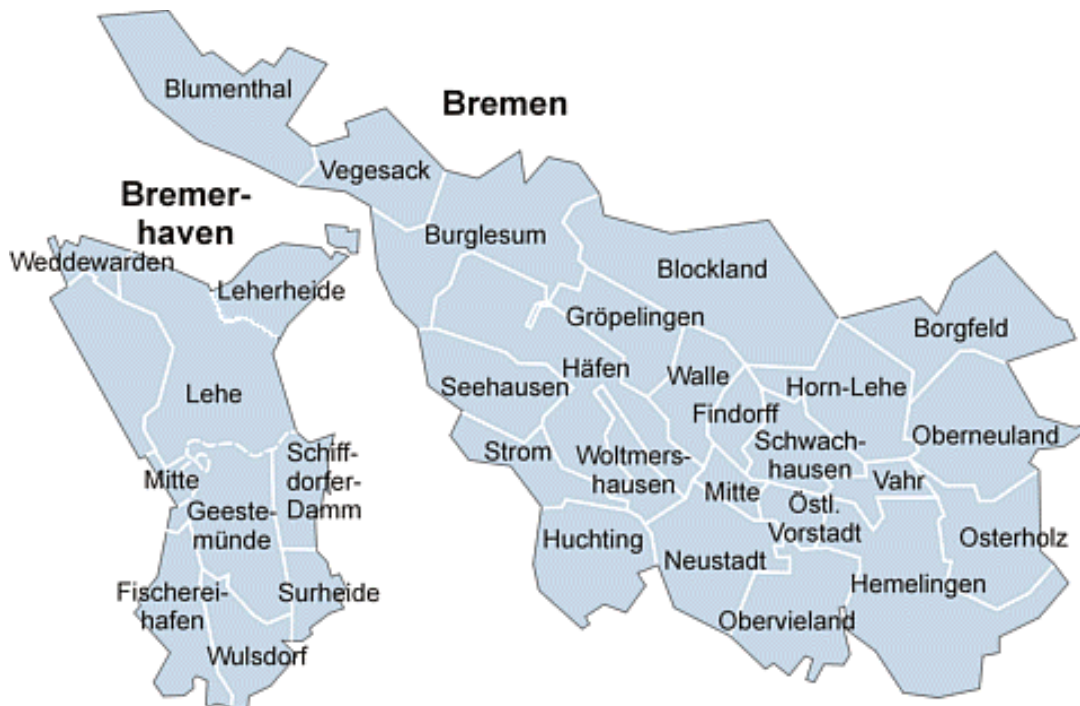 Blumenthal
Bremen
Vegesack
Bremer-
haven
Burglesum
Weddewarden
Leherheide
Blockland
Gröpelingen
Borgfeld
Häfen
Walle
Seehausen
Horn-Lehe
Lehe
Findorff
Oberneuland
Strom
Woltmers-
hausen
Schwach-
hausen
Schiff-
dorfer-
Damm
Mitte
Vahr
Mitte
Östl.
Vorstadt
Geeste-
münde
Huchting
Osterholz
Neustadt
Hemelingen
Fischerei-
hafen
Surheide
Obervieland
Wulsdorf